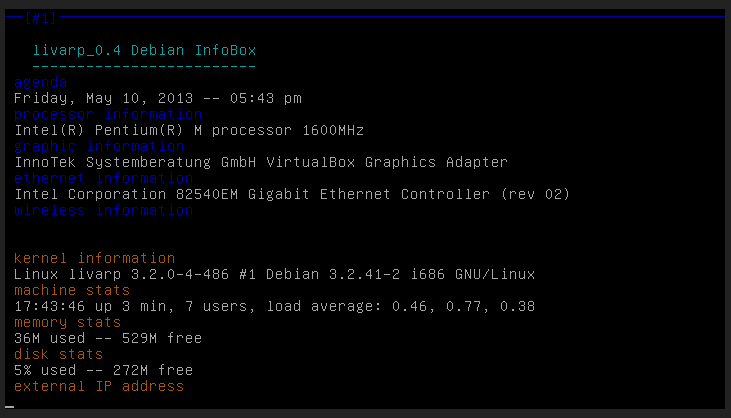 [#1]
livarp_0.4 Debian InfoBox
-------------------------
agenda
Friday, May 10, 2013 -- 05:43 pm
processor information
Intel(R) Pentium(R) M processor 1600MHz
graphic information
InnoTek Systemberatung GmbH VirtualBox Graphics Adapter
ethernet information
Intel Corporation 82540EM Gigabit Ethernet Controller (rev 02)
wireless information
kernel information
Linux livarp 3.2.0-4-486 #1 Debian 3.2.41-2 i686 GNU/Linux
machine stats
17:43:46 up 3 min, 7 users, load average: 0.46, 0.77, 0.38
memory stats
36M used -- 529M free
disk stats
5% used -- 272M free
external IP address